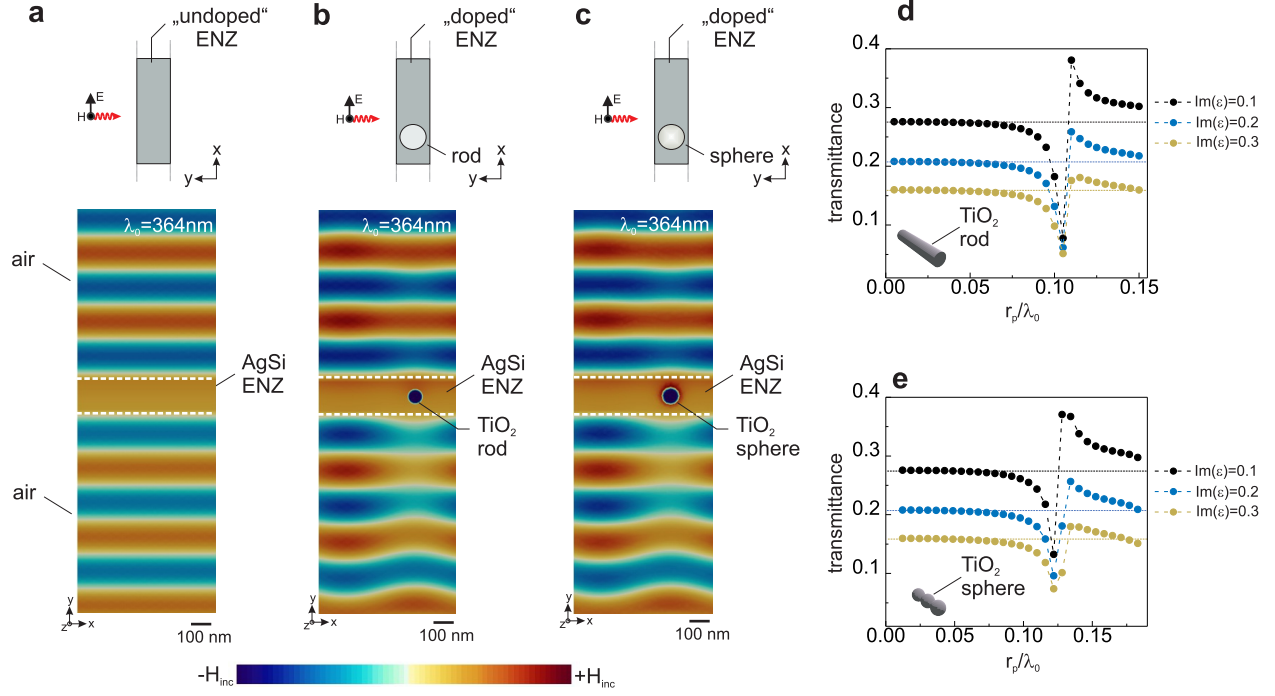 a
„undoped“
ENZ
E
H
x
y
b
„doped“
ENZ
E
H
rod
x
y
c
„doped“
ENZ
E
H
sphere
x
y
λ₀=364nm
air
AgSi
ENZ
air
y
z x
100 nm
λ₀=364nm
AgSi
ENZ
TiO₂
rod
y
z x
100 nm
λ₀=364nm
AgSi
ENZ
TiO₂
sphere
y
z x
100 nm
-Hinc +Hinc
d
transmittance
0.4
0.3
0.2
0.1
TiO₂
rod
0.00 0.05 0.10 0.15
rₚ/λ₀
Im(ε)=0.1
Im(ε)=0.2
Im(ε)=0.3
e
transmittance
0.4
0.3
0.2
0.1
TiO₂
sphere
0.00 0.05 0.10 0.15
rₚ/λ₀
Im(ε)=0.1
Im(ε)=0.2
Im(ε)=0.3